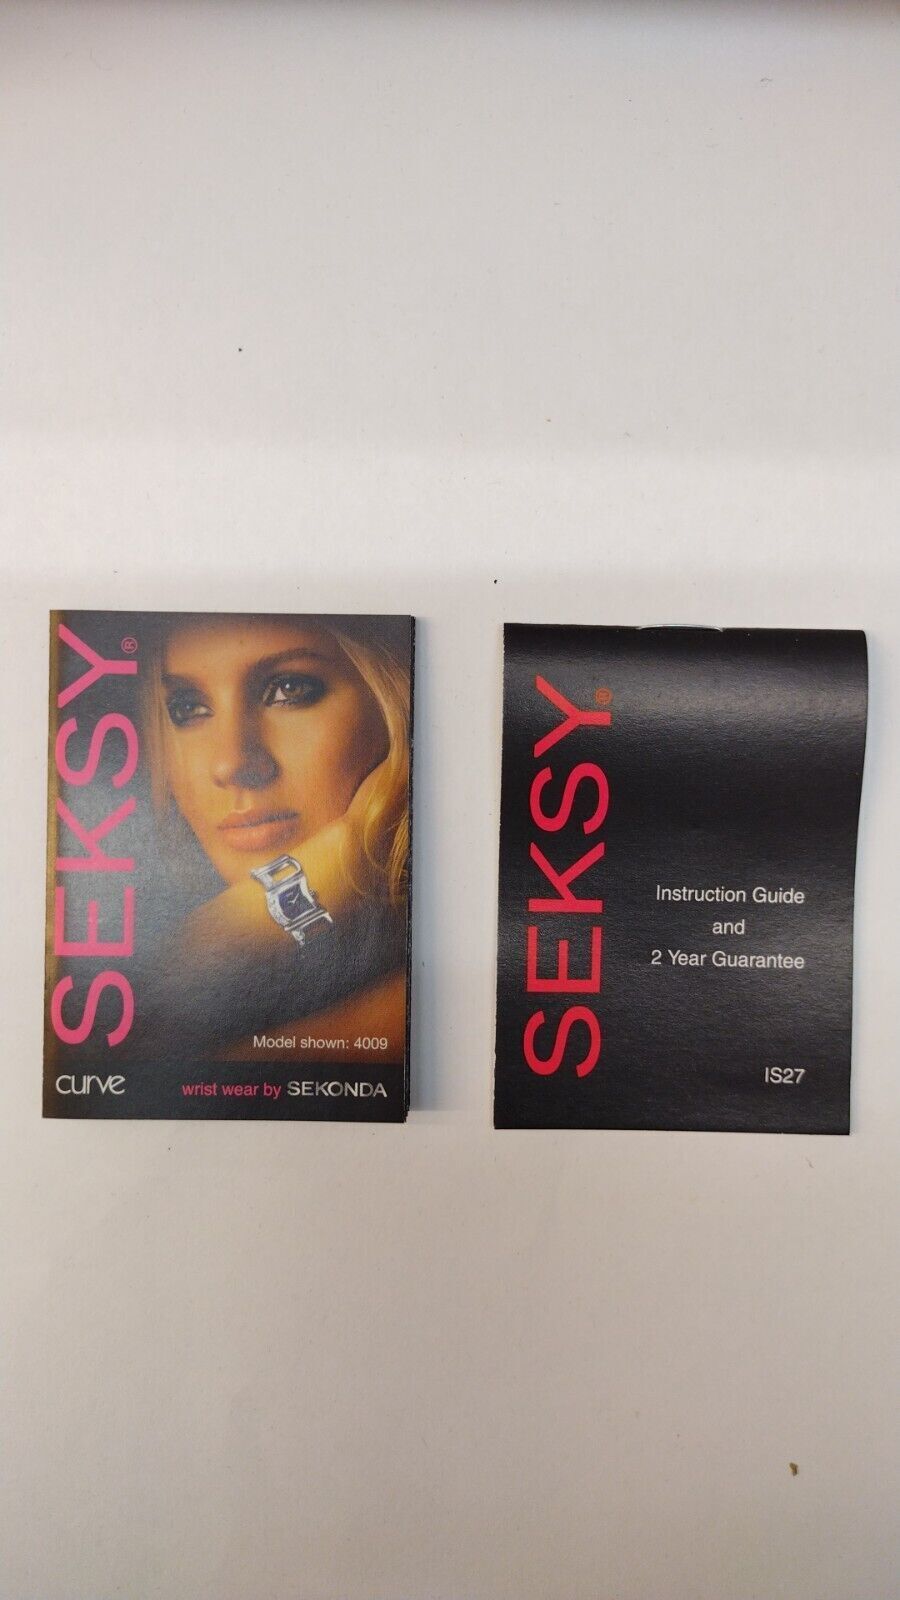 SEKSY®
Model shown: 4009
curve
wrist wear by SEKONDA
SEKSY®
Instruction Guide
and
2 Year Guarantee
IS27